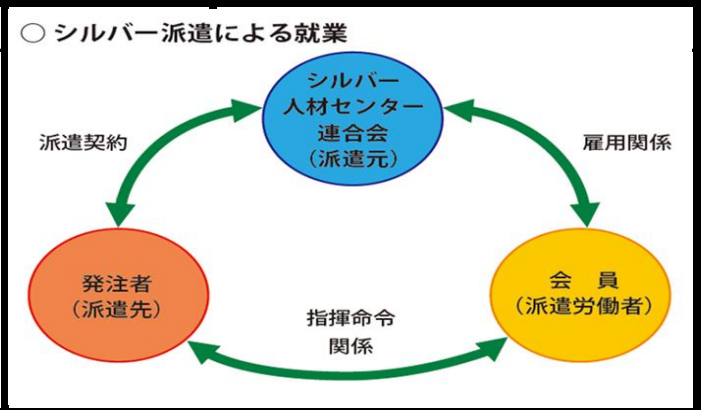 ○ シルバー派遣による就業
シルバー
人材センター
連合会
（派遣元）
派遣契約
雇用関係
発注者
（派遣先）
会　員
（派遣労働者）
指揮命令
関係